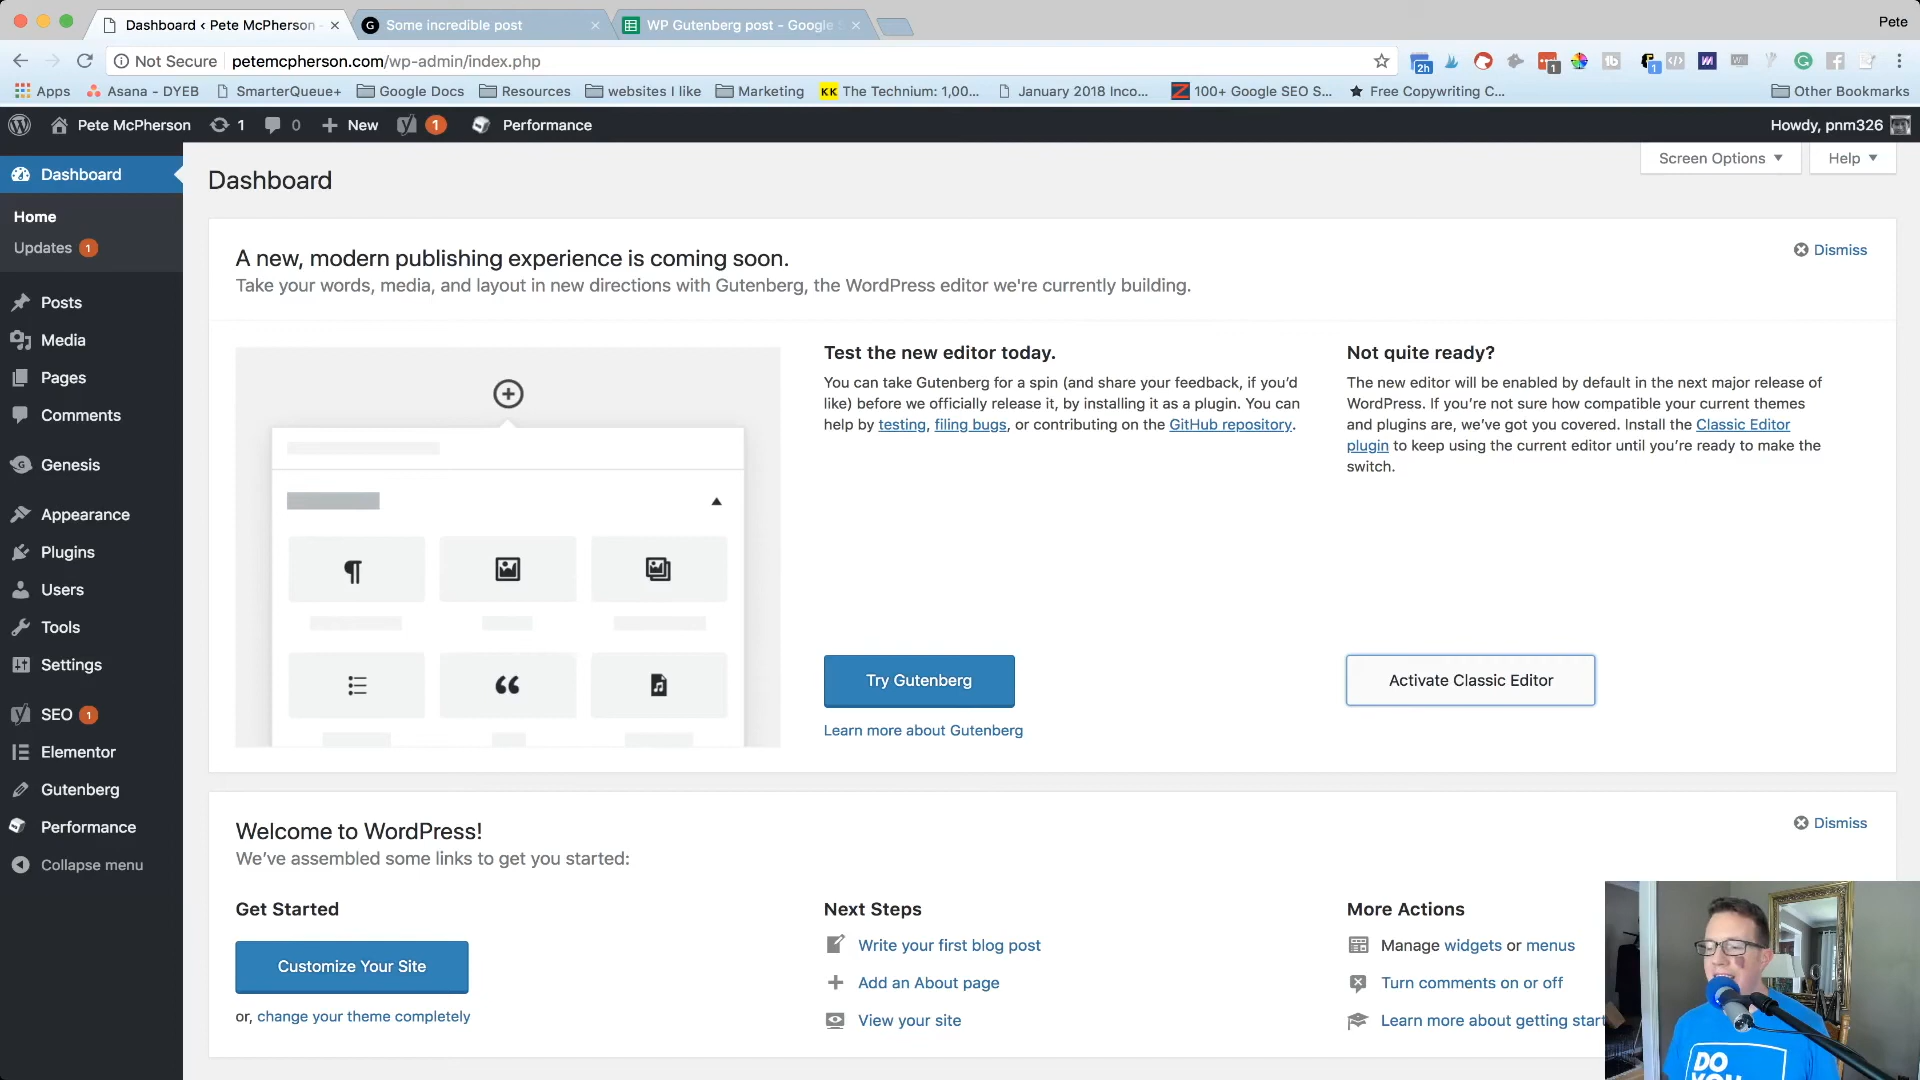 Dashboard ‹ Pete McPherson -
Some incredible post
WP Gutenberg post - Google
Pete
Not Secure
petemcpherson.com/wp-admin/index.php
2h
1
1
Apps
Asana - DYEB
SmarterQueue+
Google Docs
Resources
websites I like
Marketing
KK The Technium: 1,00...
January 2018 Inco...
100+ Google SEO S...
Free Copywriting C...
Other Bookmarks
Pete McPherson
1
0
New
1
Performance
Howdy, pnm326
Screen Options
Help
Dashboard
Home
Updates 1
Posts
Media
Pages
Comments
Genesis
Appearance
Plugins
Users
Tools
Settings
SEO 1
Elementor
Gutenberg
Performance
Collapse menu
Dashboard
A new, modern publishing experience is coming soon.
Dismiss
Take your words, media, and layout in new directions with Gutenberg, the WordPress editor we're currently building.
Test the new editor today.
You can take Gutenberg for a spin (and share your feedback, if you'd
like) before we officially release it, by installing it as a plugin. You can
help by testing, filing bugs, or contributing on the GitHub repository.
Try Gutenberg
Learn more about Gutenberg
Not quite ready?
The new editor will be enabled by default in the next major release of
WordPress. If you're not sure how compatible your current themes
and plugins are, we've got you covered. Install the Classic Editor
plugin to keep using the current editor until you're ready to make the
switch.
Activate Classic Editor
Welcome to WordPress!
Dismiss
We've assembled some links to get you started:
Get Started
Customize Your Site
or, change your theme completely
Next Steps
Write your first blog post
Add an About page
View your site
More Actions
Manage widgets or menus
Turn comments on or off
Learn more about getting start
DO
YOU